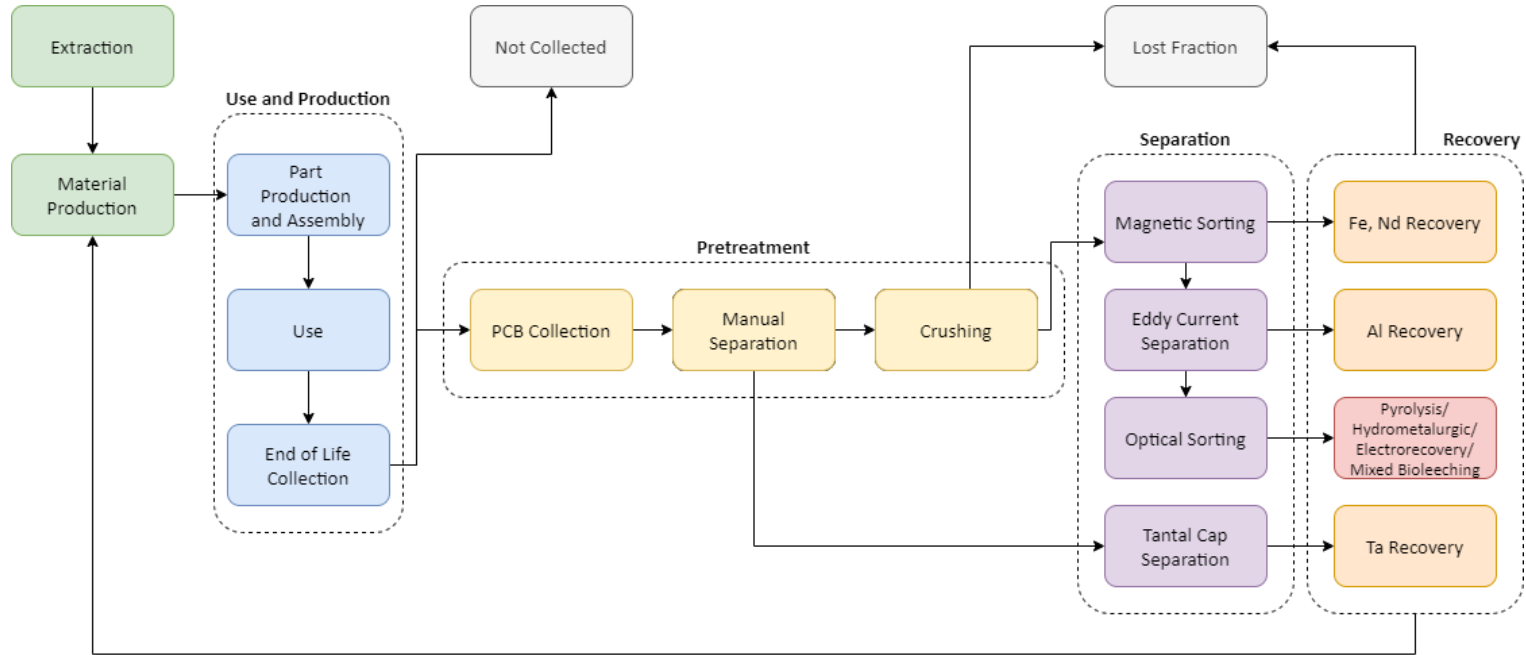 Extraction
Not Collected
Lost Fraction
Use and Production
Part
Production
and Assembly
Material
Production
Use
End of Life
Collection
Pretreatment
PCB Collection
Manual
Separation
Crushing
Separation
Magnetic Sorting
Eddy Current
Separation
Optical Sorting
Tantal Cap
Separation
Recovery
Fe, Nd Recovery
Al Recovery
Pyrolysis/
Hydrometalurgic/
Electrorecovery/
Mixed Bioleeching
Ta Recovery